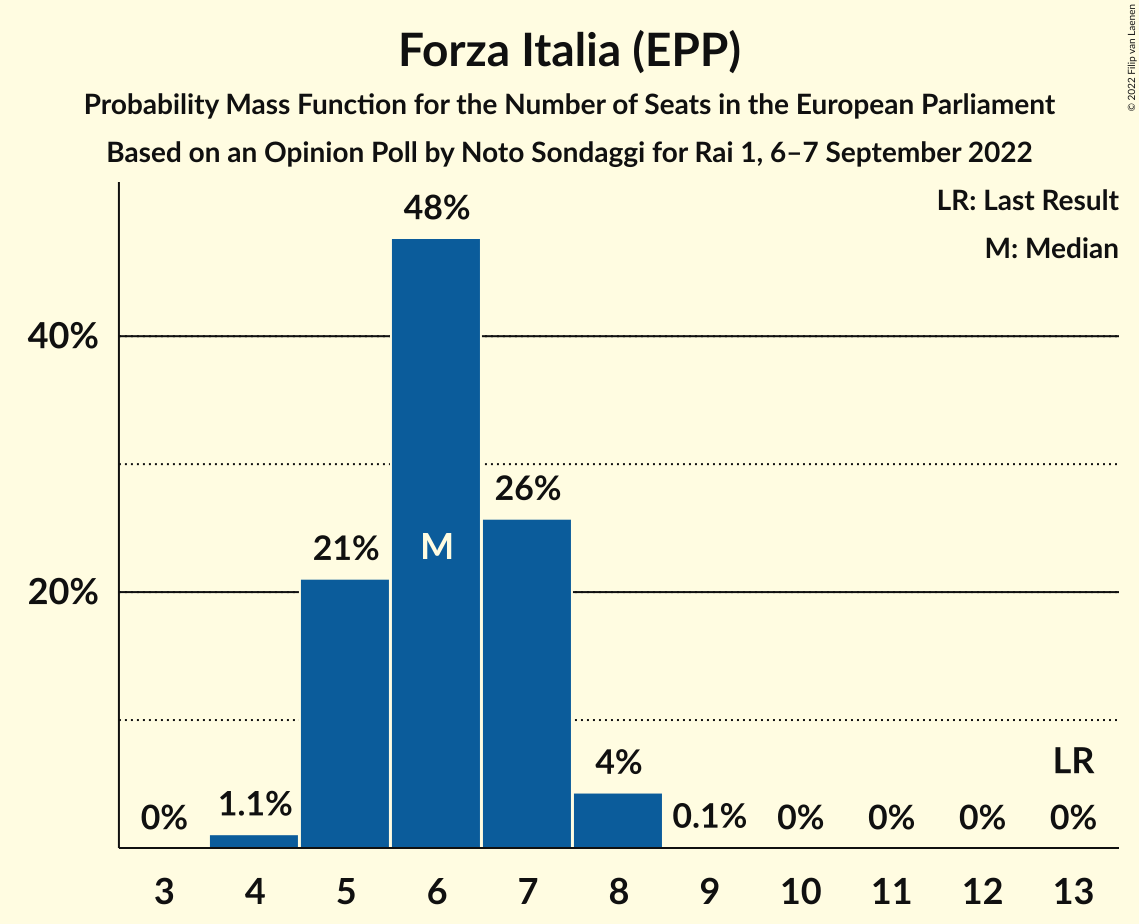 Forza Italia (EPP)
Probability Mass Function for the Number of Seats in the European Parliament
Based on an Opinion Poll by Noto Sondaggi for Rai 1, 6–7 September 2022
© 2022 Filip van Laenen
LR: Last Result
M: Median
48%
40%
26%
21%
M
20%
4%
LR
0%
1.1%
0.1%
0%
0%
0%
0%
3 4 5 6 7 8 9 10 11 12 13